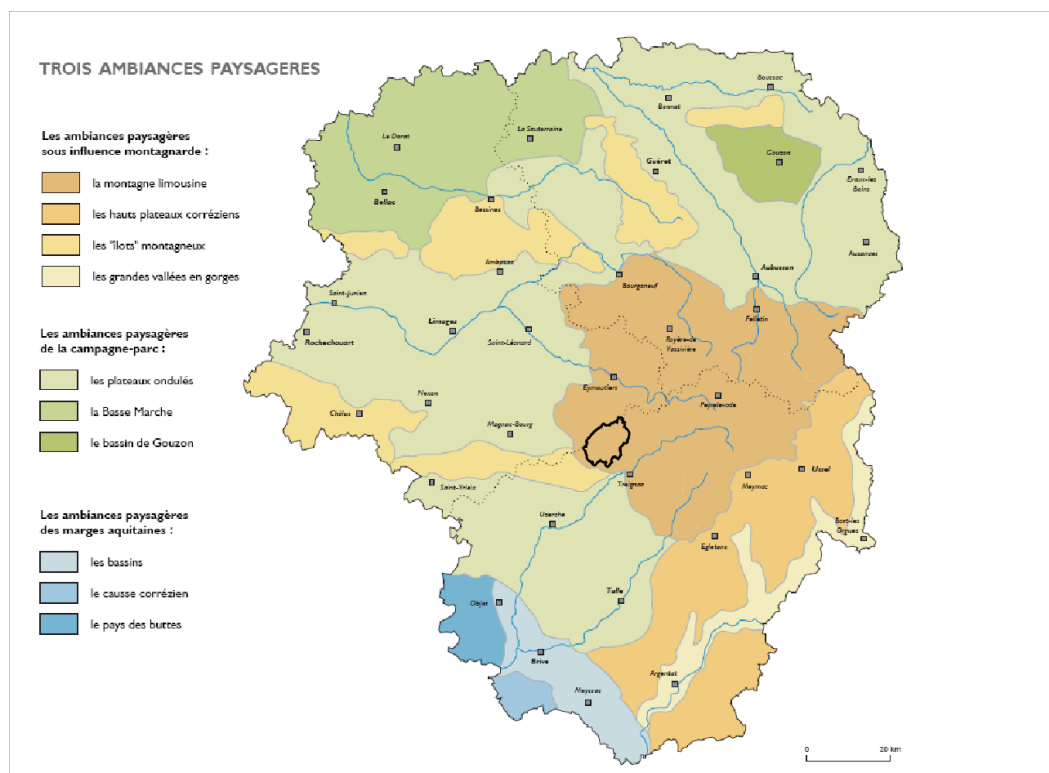 TROIS AMBIANCES PAYSAGERES
Les ambiances paysagères
sous influence montagnarde :
la montagne limousine
les hauts plateaux corréziens
les "îlots" montagneux
les grandes vallées en gorges
Les ambiances paysagères
de la campagne-parc :
les plateaux ondulés
la Basse Marche
le bassin de Gouzon
Les ambiances paysagères
des marges aquitaines :
les bassins
le causse corrézien
le pays des buttes
Boussac
Bonnat
Le Dorat
La Souterraine
Guéret
Gouzon
Evaux-les
Bains
Bellac
Bessines
Auzances
Ambazac
Bourganeuf
Aubusson
Saint-Junien
Felletin
Limoges
Rochechouart
Saint-Léonard
Royère-de
Vassivière
Eymoutiers
Peyrelevade
Nexon
Châlus
Magnac-Bourg
Saint-Yrieix
Treignac
Meymac
Ussel
Uzerche
Bort-les
Orgues
Egletons
Objat
Tulle
Brive
Argentat
Meyssac
0 20 km